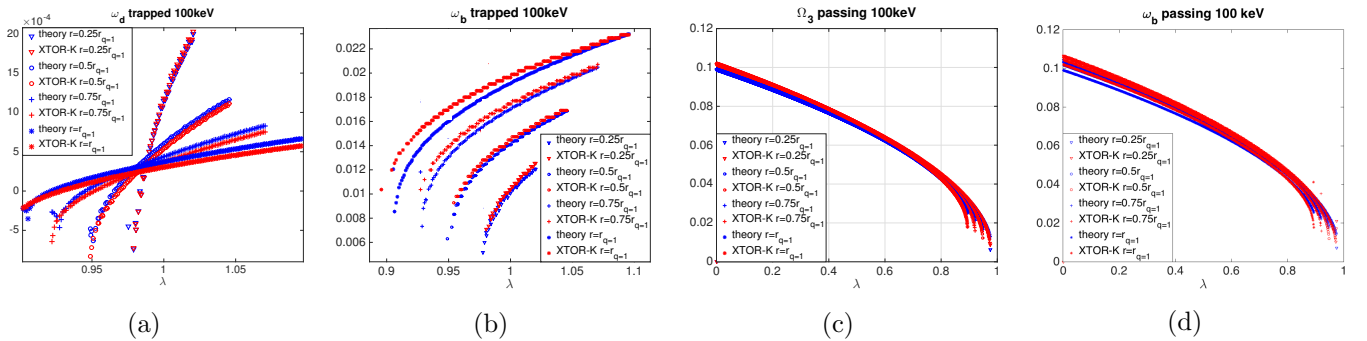 ω_d trapped 100keV
×10^-4
20
15
10
5
0
-5
0.95
1
1.05
λ
theory r=0.25r_q=1
XTOR-K r=0.25r_q=1
theory r=0.5r_q=1
XTOR-K r=0.5r_q=1
theory r=0.75r_q=1
XTOR-K r=0.75r_q=1
theory r=r_q=1
XTOR-K r=r_q=1
(a)
ω_b trapped 100keV
0.022
0.02
0.018
0.016
0.014
0.012
0.01
0.008
0.006
0.9
0.95
1
1.05
1.1
λ
theory r=0.25r_q=1
XTOR-K r=0.25r_q=1
theory r=0.5r_q=1
XTOR-K r=0.5r_q=1
theory r=0.75r_q=1
XTOR-K r=0.75r_q=1
theory r=r_q=1
XTOR-K r=r_q=1
(b)
Ω_3 passing 100keV
0.12
0.1
0.08
0.06
0.04
0.02
0
0
0.2
0.4
0.6
0.8
1
λ
theory r=0.25r_q=1
XTOR-K r=0.25r_q=1
theory r=0.5r_q=1
XTOR-K r=0.5r_q=1
theory r=0.75r_q=1
XTOR-K r=0.75r_q=1
theory r=r_q=1
XTOR-K r=r_q=1
(c)
ω_b passing 100 keV
0.12
0.1
0.08
0.06
0.04
0.02
0
0
0.2
0.4
0.6
0.8
1
λ
theory r=0.25r_q=1
XTOR-K r=0.25r_q=1
theory r=0.5r_q=1
XTOR-K r=0.5r_q=1
theory r=0.75r_q=1
XTOR-K r=0.75r_q=1
theory r=r_q=1
XTOR-K r=r_q=1
(d)